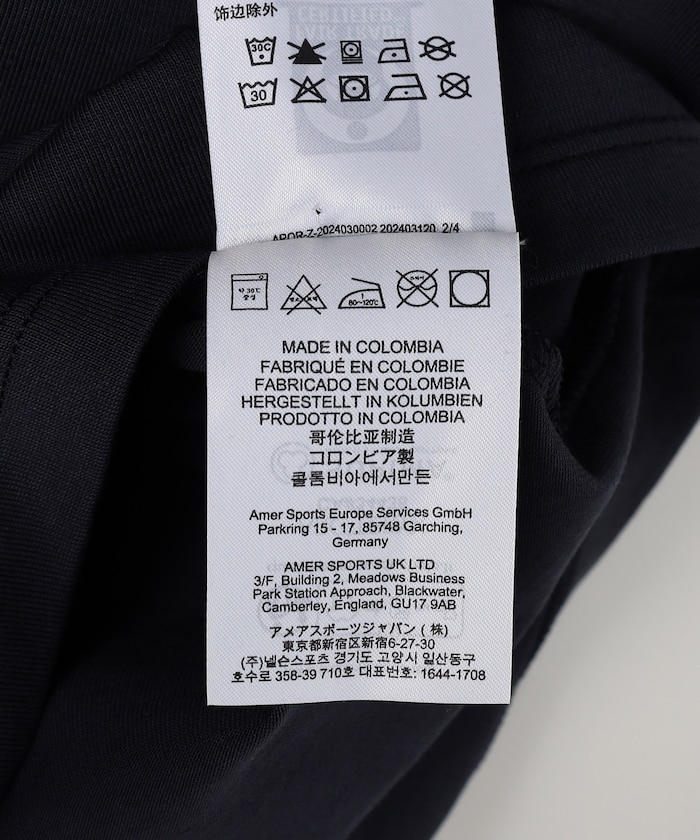 饰边除外
30C
30
APQR-Z-2024030002 202403120 2/4
약 30℃
중성
80~120℃
MADE IN COLOMBIA
FABRIQUÉ EN COLOMBIE
FABRICADO EN COLOMBIA
HERGESTELLT IN KOLUMBIEN
PRODOTTO IN COLOMBIA
哥伦比亚制造
コロンビア製
콜롬비아에서만든
Amer Sports Europe Services GmbH
Parkring 15 - 17, 85748 Garching,
Germany
AMER SPORTS UK LTD
3/F, Building 2, Meadows Business
Park Station Approach, Blackwater,
Camberley, England, GU17 9AB
アメアスポーツジャパン (株)
東京都新宿区新宿6-27-30
(주)넬슨스포츠 경기도 고양시 일산동구
호수로 358-39 710호 대표번호: 1644-1708